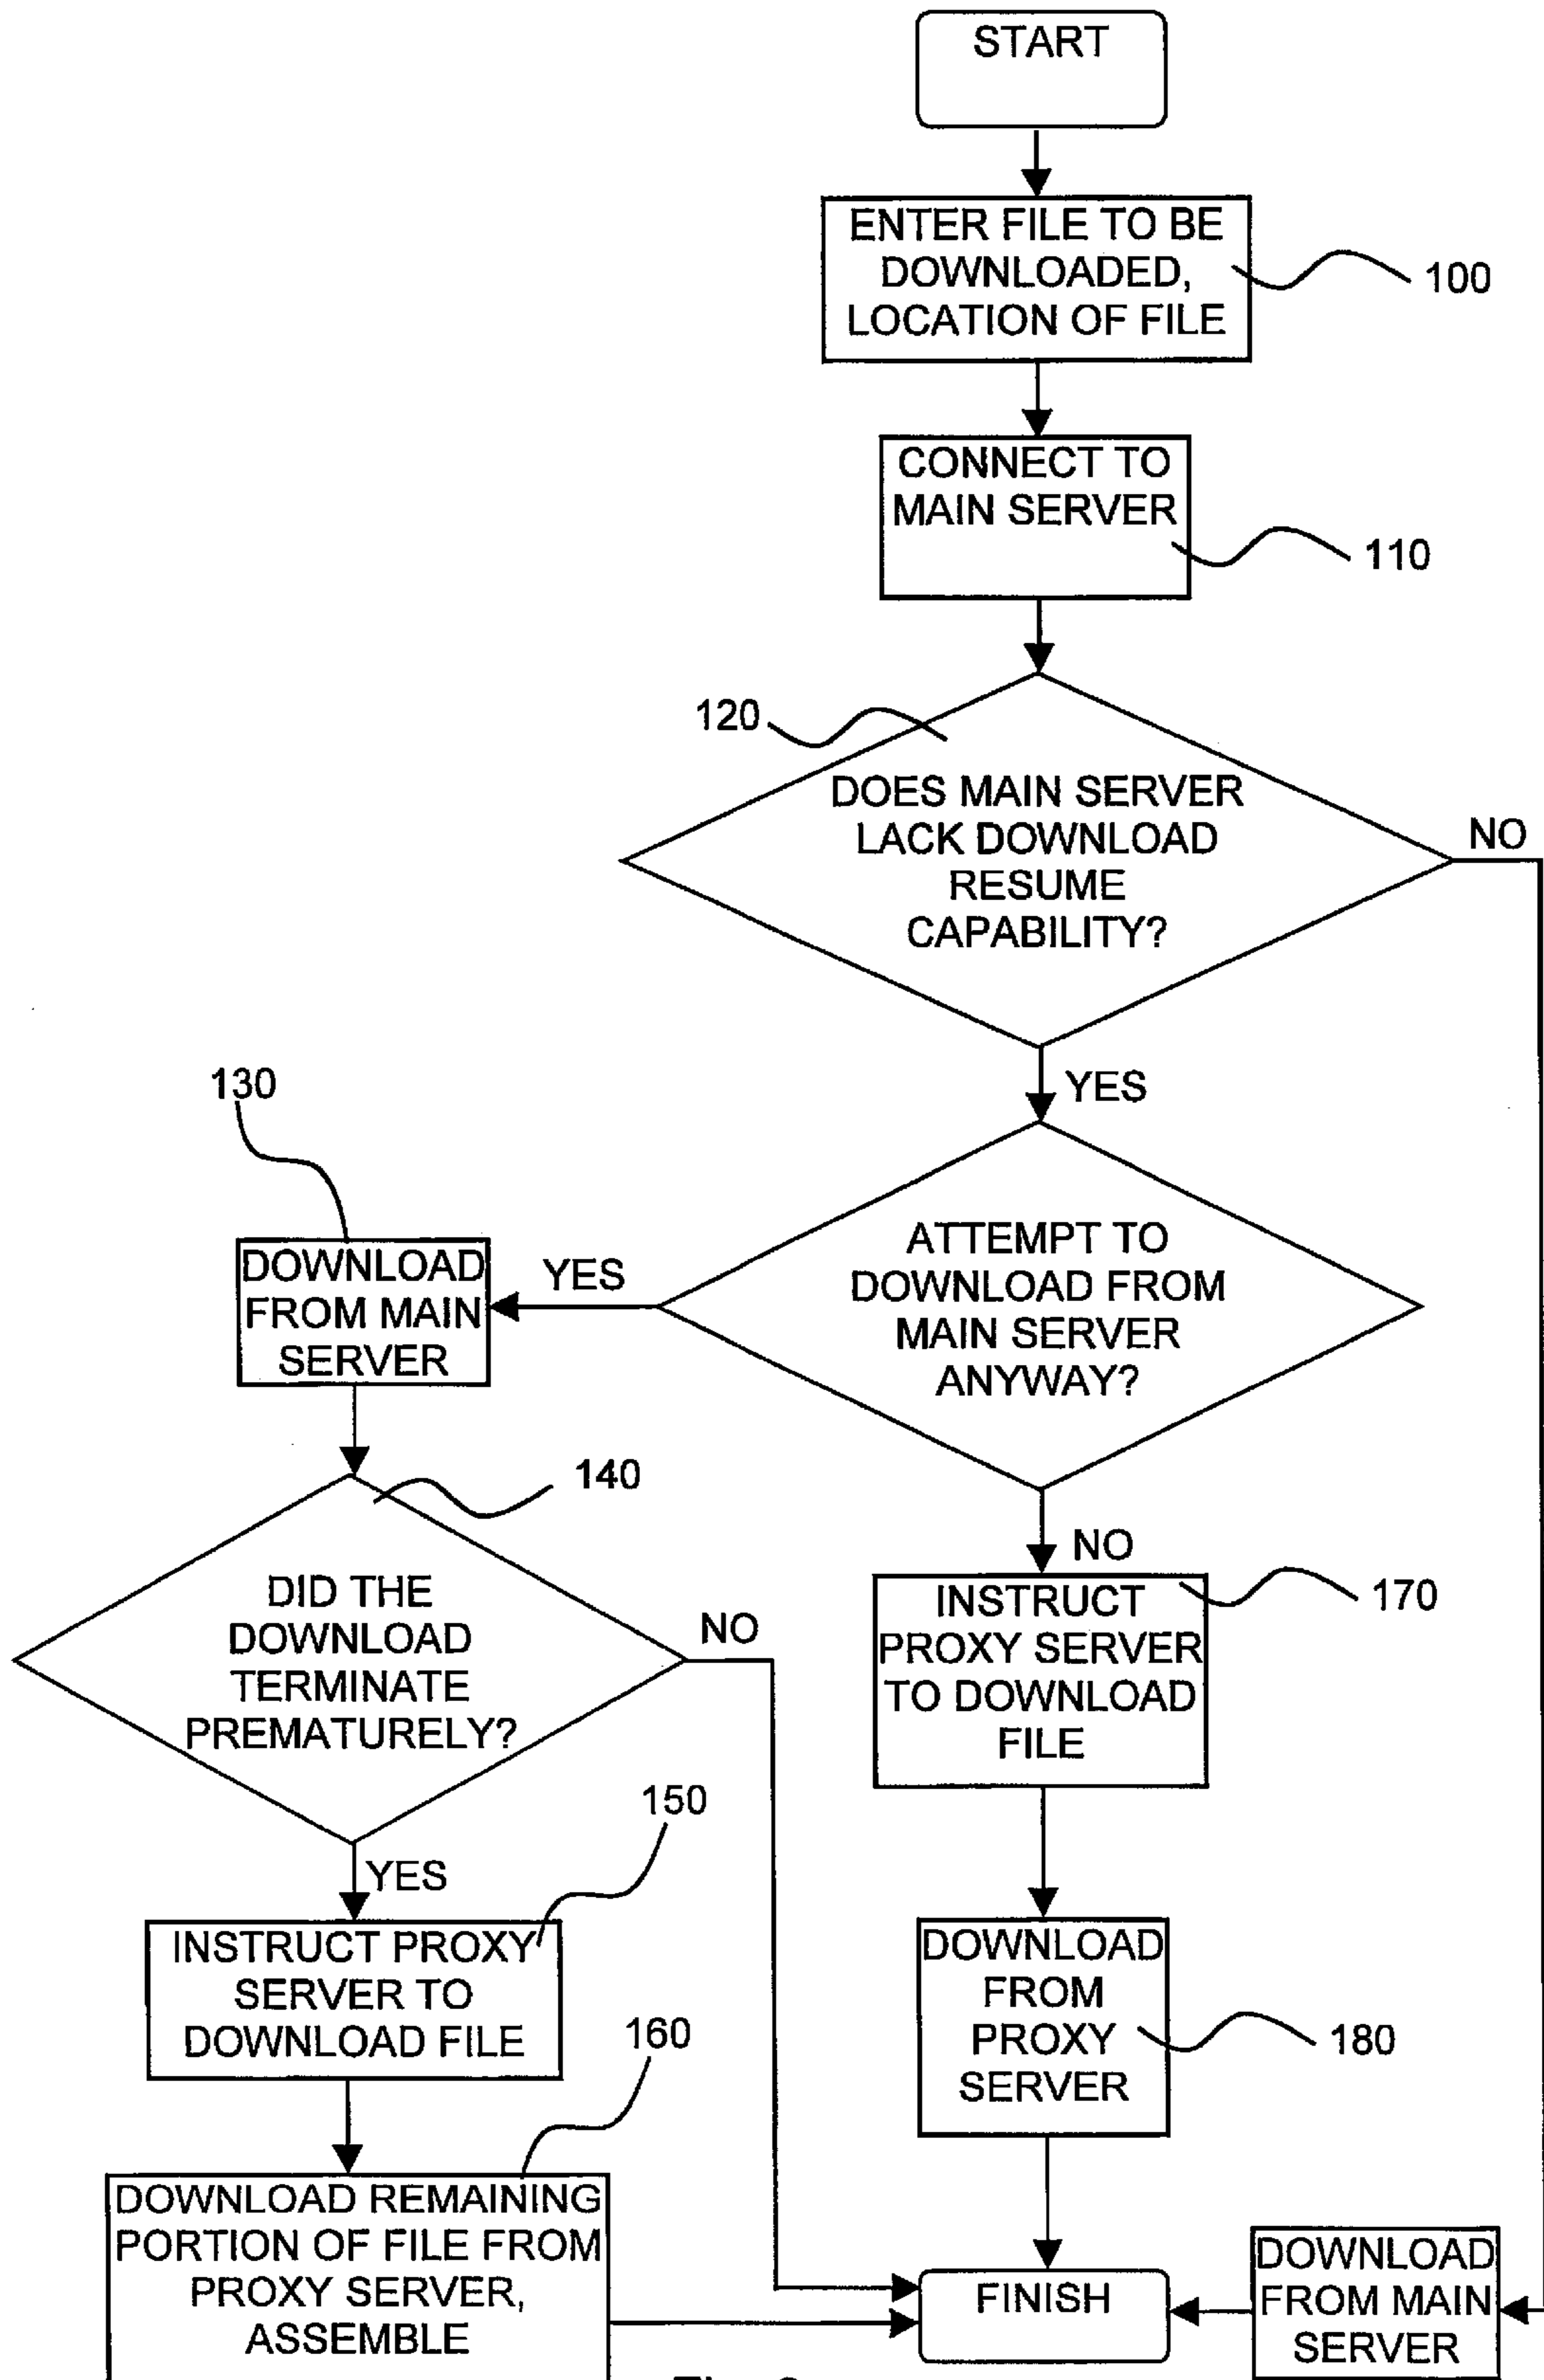 START
ENTER FILE TO BE
DOWNLOADED,
LOCATION OF FILE
100
CONNECT TO
MAIN SERVER
110
120
DOES MAIN SERVER
LACK DOWNLOAD
RESUME
CAPABILITY?
NO
YES
130
ATTEMPT TO
DOWNLOAD FROM
MAIN SERVER
ANYWAY?
YES
DOWNLOAD
FROM MAIN
SERVER
140
DID THE
DOWNLOAD
TERMINATE
PREMATURELY?
NO
NO
INSTRUCT
PROXY SERVER
TO DOWNLOAD
FILE
170
150
YES
INSTRUCT PROXY
SERVER TO
DOWNLOAD FILE
DOWNLOAD
FROM
PROXY
SERVER
180
160
DOWNLOAD REMAINING
PORTION OF FILE FROM
PROXY SERVER,
ASSEMBLE
FINISH
DOWNLOAD
FROM MAIN
SERVER